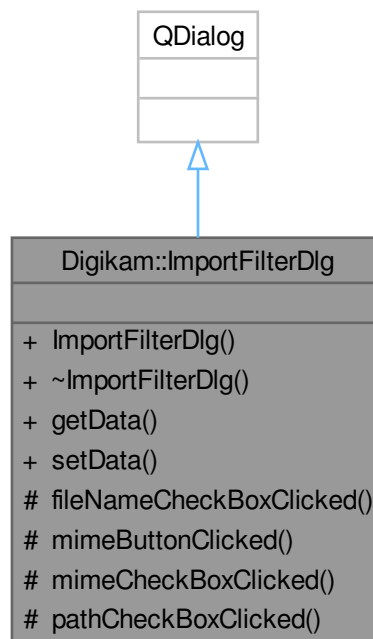 QDialog
Digikam::ImportFilterDlg
+ ImportFilterDlg()
+ ~ImportFilterDlg()
+ getData()
+ setData()
# fileNameCheckBoxClicked()
# mimeButtonClicked()
# mimeCheckBoxClicked()
# pathCheckBoxClicked()